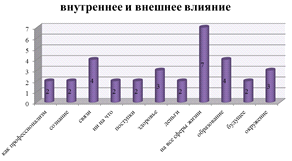 внутреннее и внешнее влияние
7
6
5
4
3
2
1
0
2
2
4
2
2
3
2
7
4
2
3
как профессионализм
сознание
связи
ни на что
поступки
здоровье
деньги
на все сферы жизни
образование
будущее
окружение